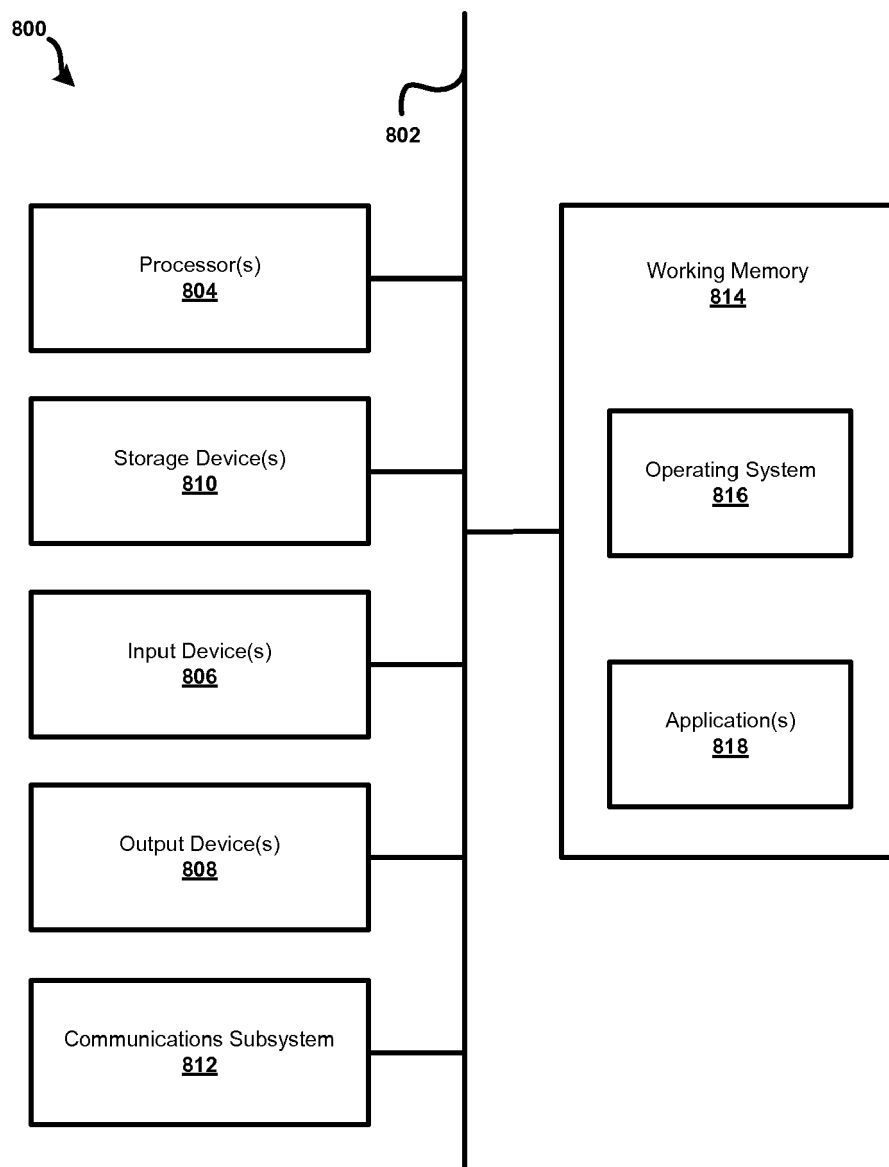 800
802
Processor(s)
804
Storage Device(s)
810
Input Device(s)
806
Output Device(s)
808
Communications Subsystem
812
Working Memory
814
Operating System
816
Application(s)
818